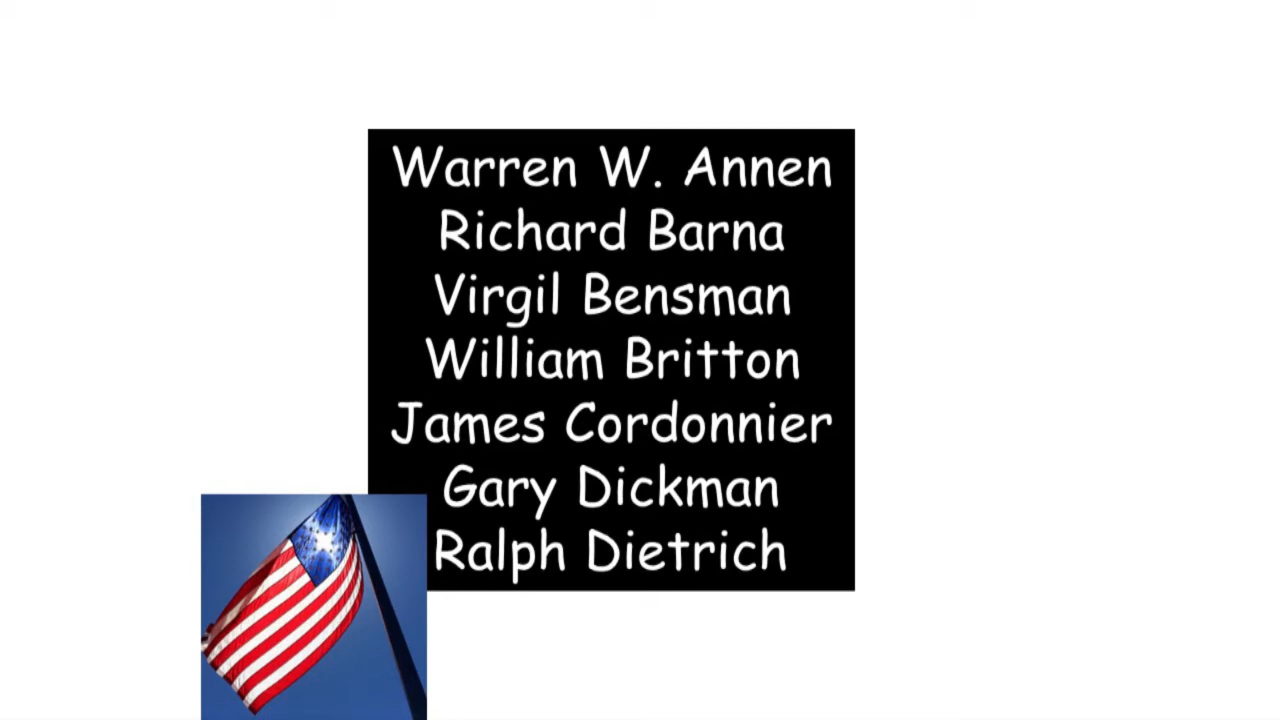 Warren W. Annen
Richard Barna
Virgil Bensman
William Britton
James Cordonnier
Gary Dickman
Ralph Dietrich